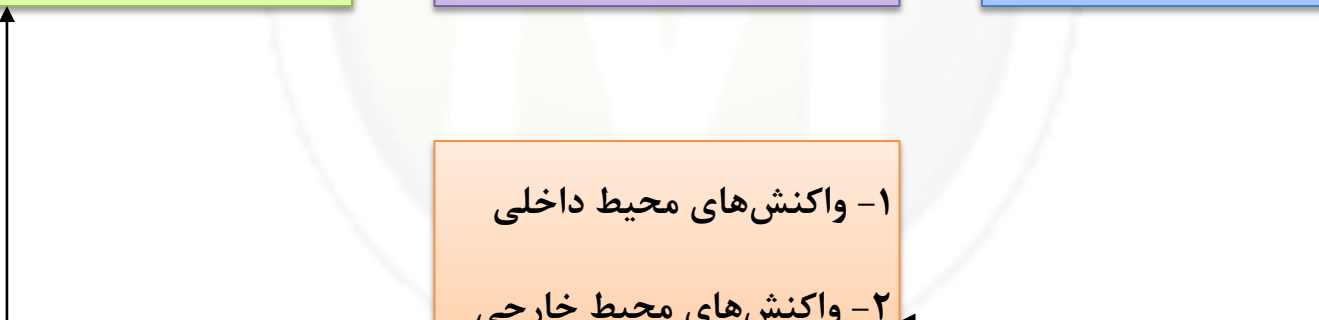 ۱- واکنش‌های محیط داخلی
۲- واکنش‌های محیط خارجی